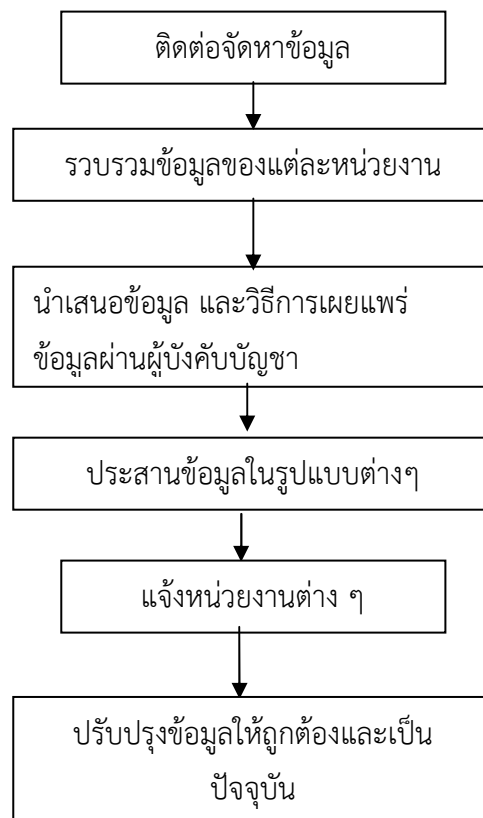 ติดต่อจัดหาข้อมูล
รวบรวมข้อมูลของแต่ละหน่วยงาน
นำเสนอข้อมูล และวิธีการเผยแพร่
ข้อมูลผ่านผู้บังคับบัญชา
ประสานข้อมูลในรูปแบบต่างๆ
แจ้งหน่วยงานต่าง ๆ
ปรับปรุงข้อมูลให้ถูกต้องและเป็น
ปัจจุบัน